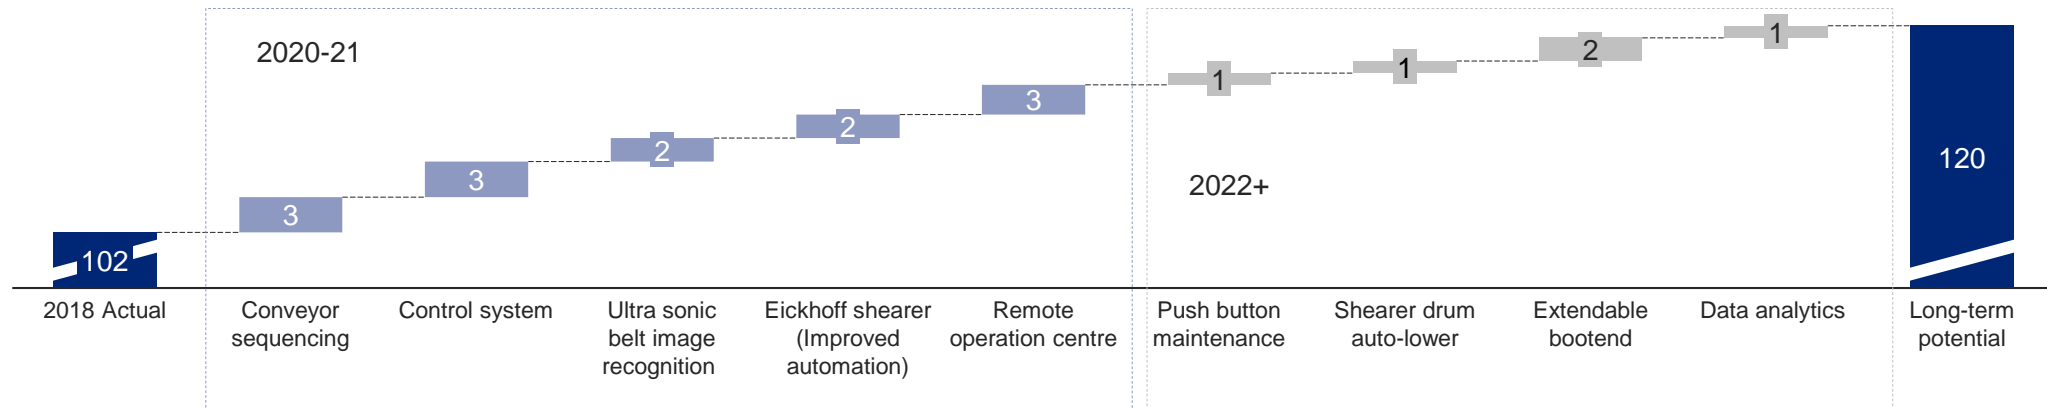 2020-21
2022+
102
3
3
2
2
3
1
1
2
1
120
2018 Actual
Conveyor
sequencing
Control system
Ultra sonic
belt image
recognition
Eickhoff shearer
(Improved
automation)
Remote
operation centre
Push button
maintenance
Shearer drum
auto-lower
Extendable
bootend
Data analytics
Long-term
potential